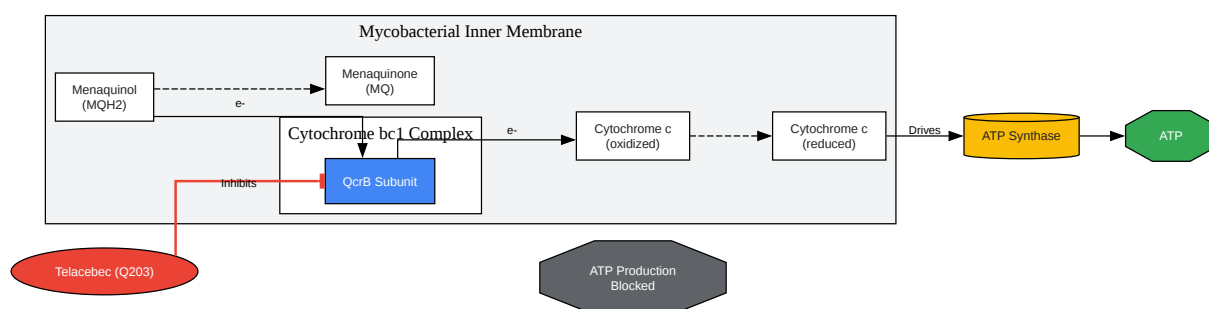 Mycobacterial Inner Membrane
Menaquinol
(MQH2)
Menaquinone
(MQ)
e-
Cytochrome bc1 Complex
e-
QcrB Subunit
Cytochrome c
(oxidized)
Cytochrome c
(reduced)
Drives
ATP Synthase
ATP
Inhibits
Telacebec (Q203)
ATP Production
Blocked